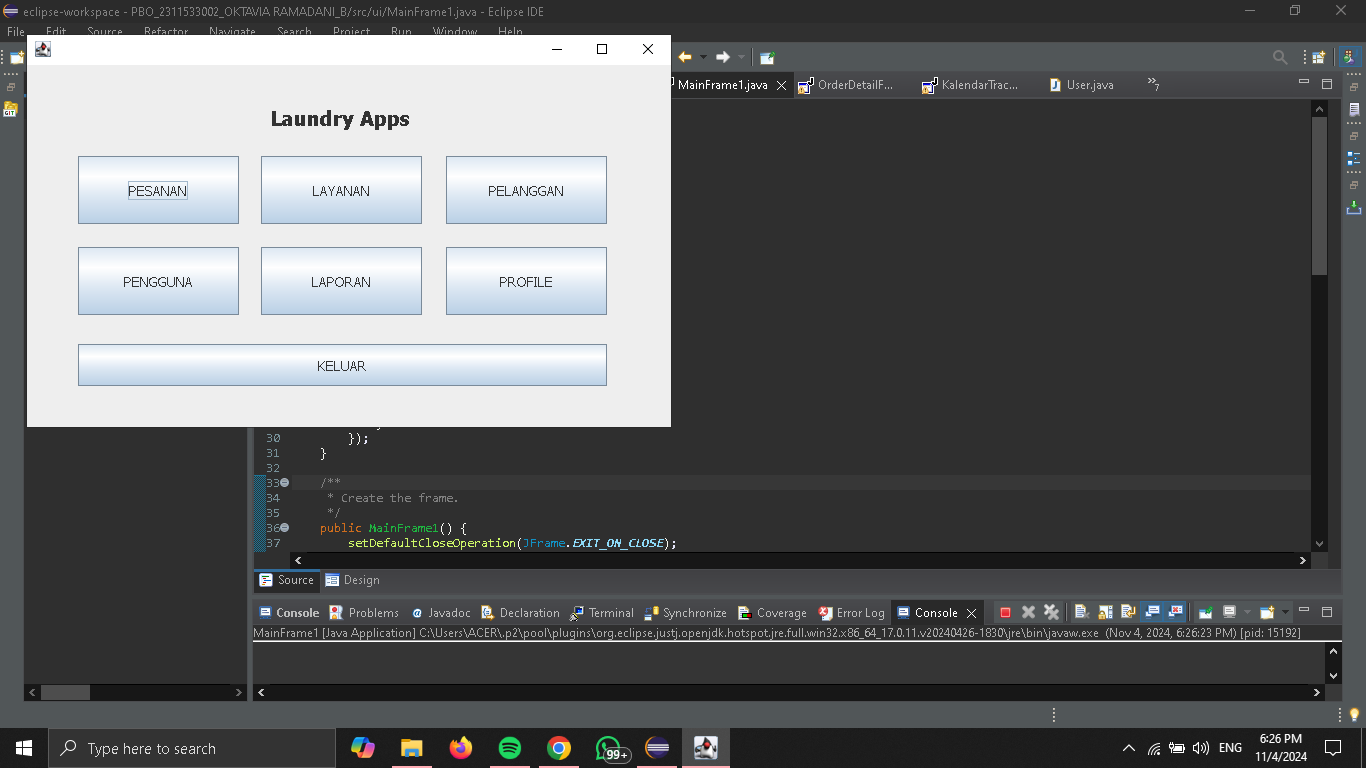 eclipse-workspace - PBO_2311533002_OKTAVIA RAMADANI_B/src/ui/MainFrame1.java - Eclipse IDE
File Edit Source Refactor Navigate Search Project Run Window Help
MainFrame1.java OrderDetailF... KalendarTrac... User.java »7
GIT
Laundry Apps
PESANAN LAYANAN PELANGGAN
PENGGUNA LAPORAN PROFILE
KELUAR
30 });
31 }
32
33 /**
34 * Create the frame.
35 */
36 public MainFrame1() {
37 setDefaultCloseOperation(JFrame.EXIT_ON_CLOSE);
Source Design
Console Problems Javadoc Declaration Terminal Synchronize Coverage Error Log Console
MainFrame1 [Java Application] C:\Users\ACER\.p2\pool\plugins\org.eclipse.justj.openjdk.hotspot.jre.full.win32.x86_64_17.0.11.v20240426-1830\jre\bin\javaw.exe (Nov 4, 2024, 6:26:23 PM) [pid: 15192]
Type here to search 99+ ENG 6:26 PM
11/4/2024